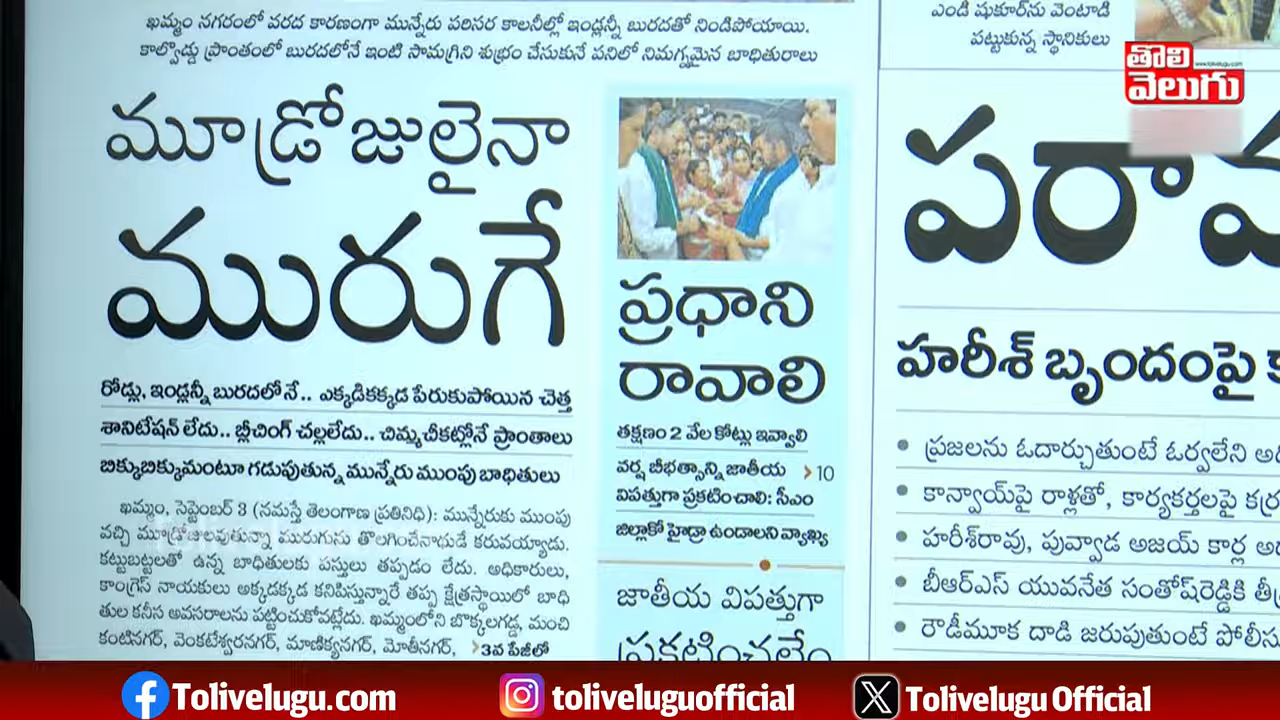 ఖమ్మం నగరంలో వరద కారణంగా మున్నేరు పరిసర కాలనీల్లో ఇండ్లన్నీ బురదతో నిండిపోయాయి.
కాల్వొడ్డు ప్రాంతంలో బురదలోనే ఇంటి సామగ్రిని శుభ్రం చేసుకునే పనిలో నిమగ్నమైన బాధితురాలు
మూడ్రోజులైనా
మురుగే
రోడ్లు, ఇండ్లన్నీ బురదలోనే.. ఎక్కడికక్కడ పేరుకుపోయిన చెత్త
శానిటేషన్ లేదు.. బ్లీచింగ్ చల్లలేదు.. చిమ్మచీకట్లోనే ప్రాంతాలు
బిక్కుబిక్కుమంటూ గడుపుతున్న మున్నేరు ముంపు బాధితులు
ఖమ్మం, సెప్టెంబర్ 3 (నమస్తే తెలంగాణ ప్రతినిధి): మున్నేరుకు ముంపు
వచ్చి మూడ్రోజులవుతున్నా మురుగును తొలగించేనాథుడే కరువయ్యాడు.
కట్టుబట్టలతో ఉన్న బాధితులకు పస్తులు తప్పడం లేదు. అధికారులు,
కాంగ్రెస్ నాయకులు అక్కడక్కడ కనిపిస్తున్నారే తప్ప క్షేత్రస్థాయిలో బాధి
తుల కనీస అవసరాలను పట్టించుకోవట్లేదు. ఖమ్మంలోని బొక్కలగడ్డ, మంచి
కంటినగర్, వెంకటేశ్వరనగర్, మాణిక్యనగర్, మోతీనగర్, 3వ పేజీలో
ప్రధాని
రావాలి
తక్షణం 2 వేల కోట్లు ఇవ్వాలి
వర్ష బీభత్సాన్ని జాతీయ 10
విపత్తుగా ప్రకటించాలి: సీఎం
జిల్లాకో హైడ్రా ఉండాలని వ్యాఖ్య
జాతీయ విపత్తుగా
ప్రకటించలేం
ఎండి షుకూర్‌ను వెంటాడి
పట్టుకున్న స్థానికులు
తొలి
www.tolivelugu.com
వెలుగు
హరీశ్ బృందంపై
• ప్రజలను ఓదార్చుతుంటే ఓర్వలేని
• కాన్వాయ్‌పై రాళ్లతో, కార్యకర్తలపై
• హరీశ్‌రావు, పువ్వాడ అజయ్ కార్ల
• బీఆర్ఎస్ యువనేత సంతోష్‌రెడ్డికి
• రౌడీమూక దాడి జరుపుతుంటే
Tolivelugu.com
toliveluguofficial
Tolivelugu Official